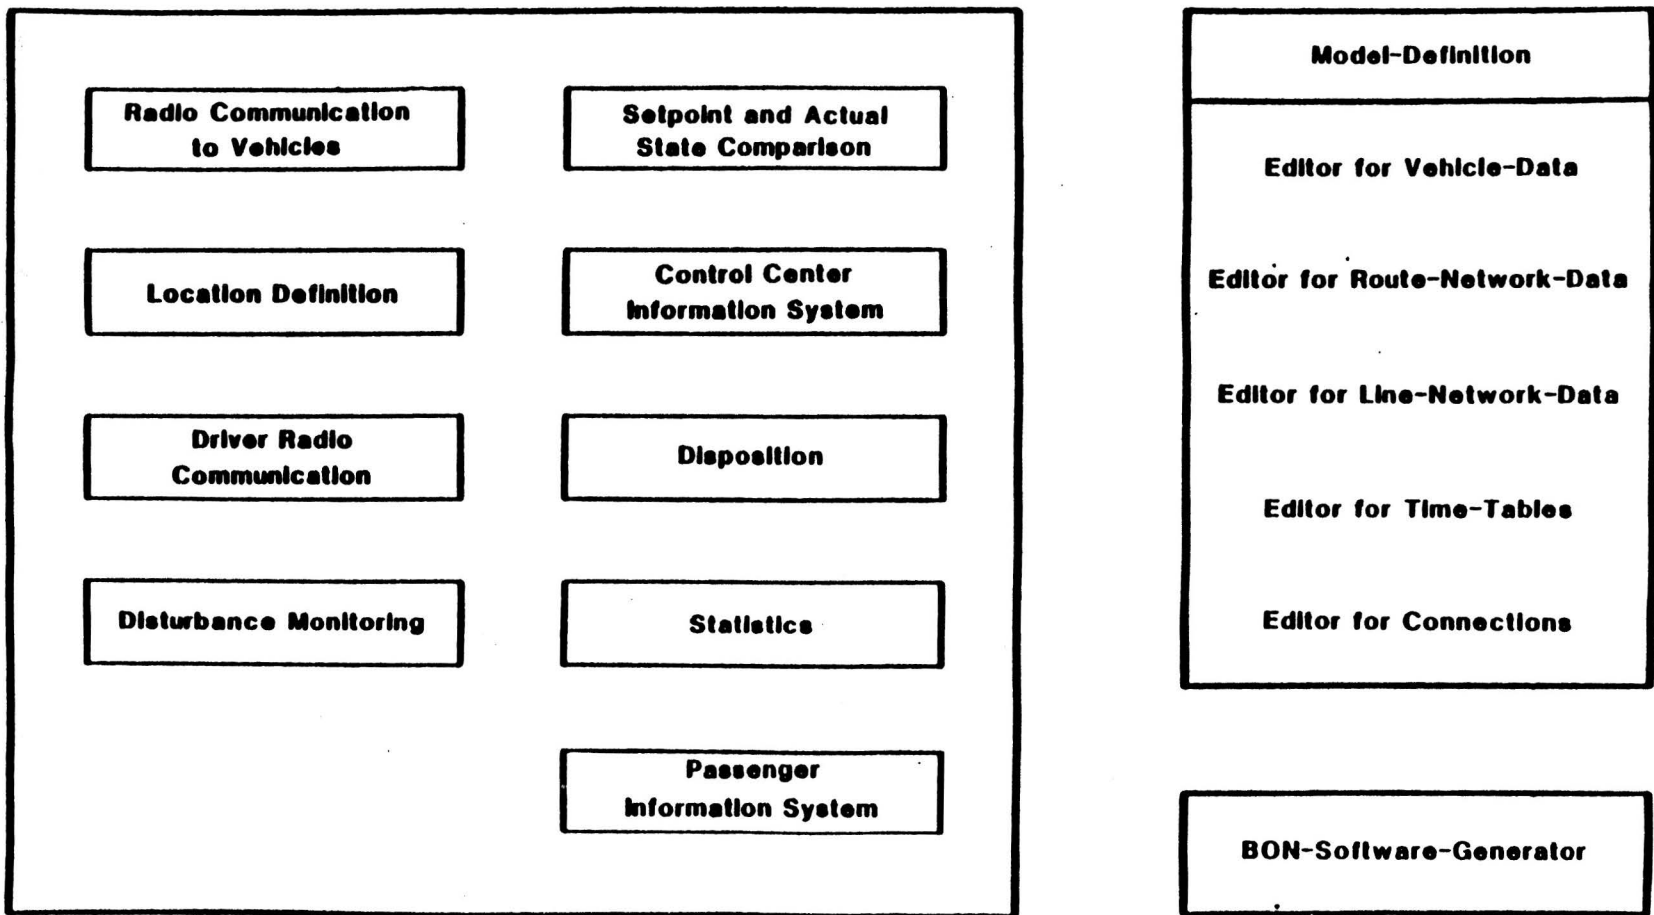 Radio Communication
to Vehicles
Setpoint and Actual
State Comparison
Location Definition
Control Center
Information System
Driver Radio
Communication
Disposition
Disturbance Monitoring
Statistics
Passenger
Information System
Model-Definition
Editor for Vehicle-Data
Editor for Route-Network-Data
Editor for Line-Network-Data
Editor for Time-Tables
Editor for Connections
BON-Software-Generator